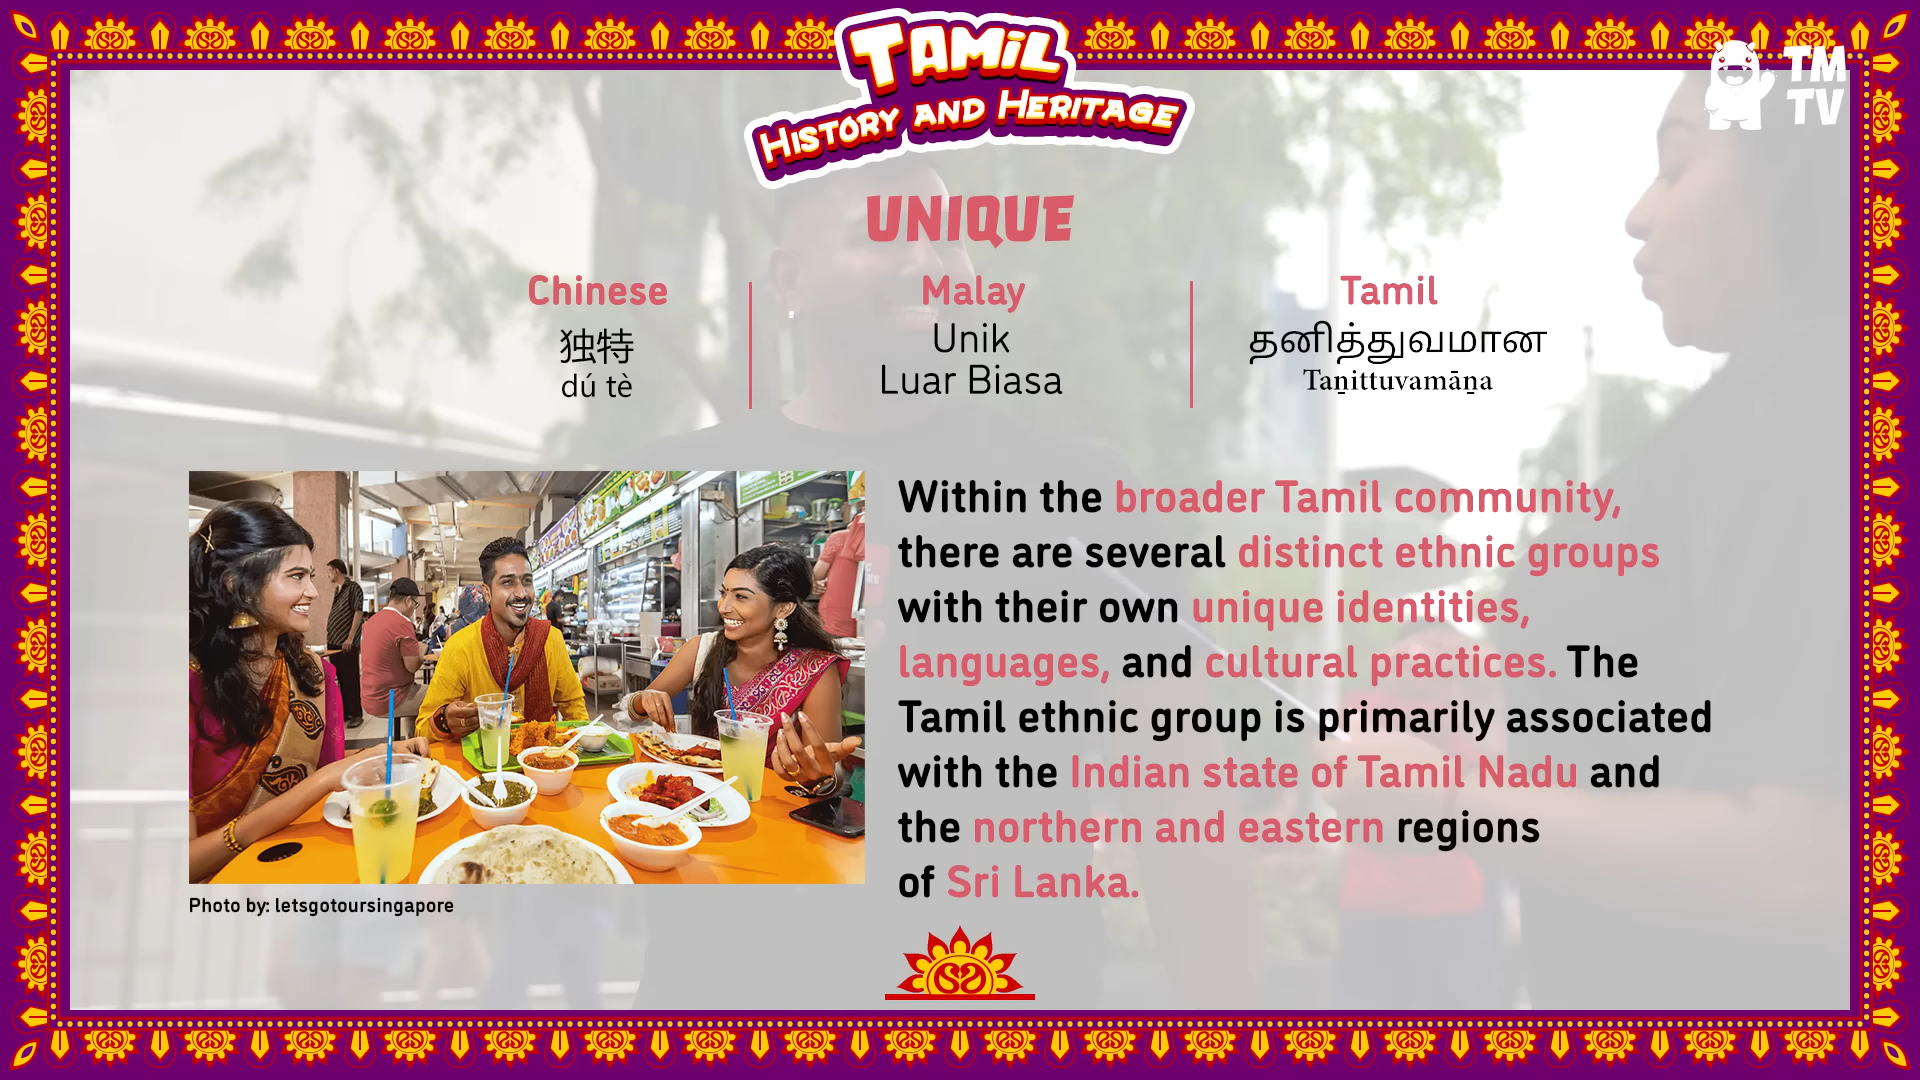 TAMIL
HISTORY AND HERITAGE
TM
TV
UNIQUE
Chinese
独特
dú tè
Malay
Unik
Luar Biasa
Tamil
தனித்துவமான
Taṉittuvamāṉa
Within the broader Tamil community,
there are several distinct ethnic groups
with their own unique identities,
languages, and cultural practices. The
Tamil ethnic group is primarily associated
with the Indian state of Tamil Nadu and
the northern and eastern regions
of Sri Lanka.
Photo by: letsgotoursingapore